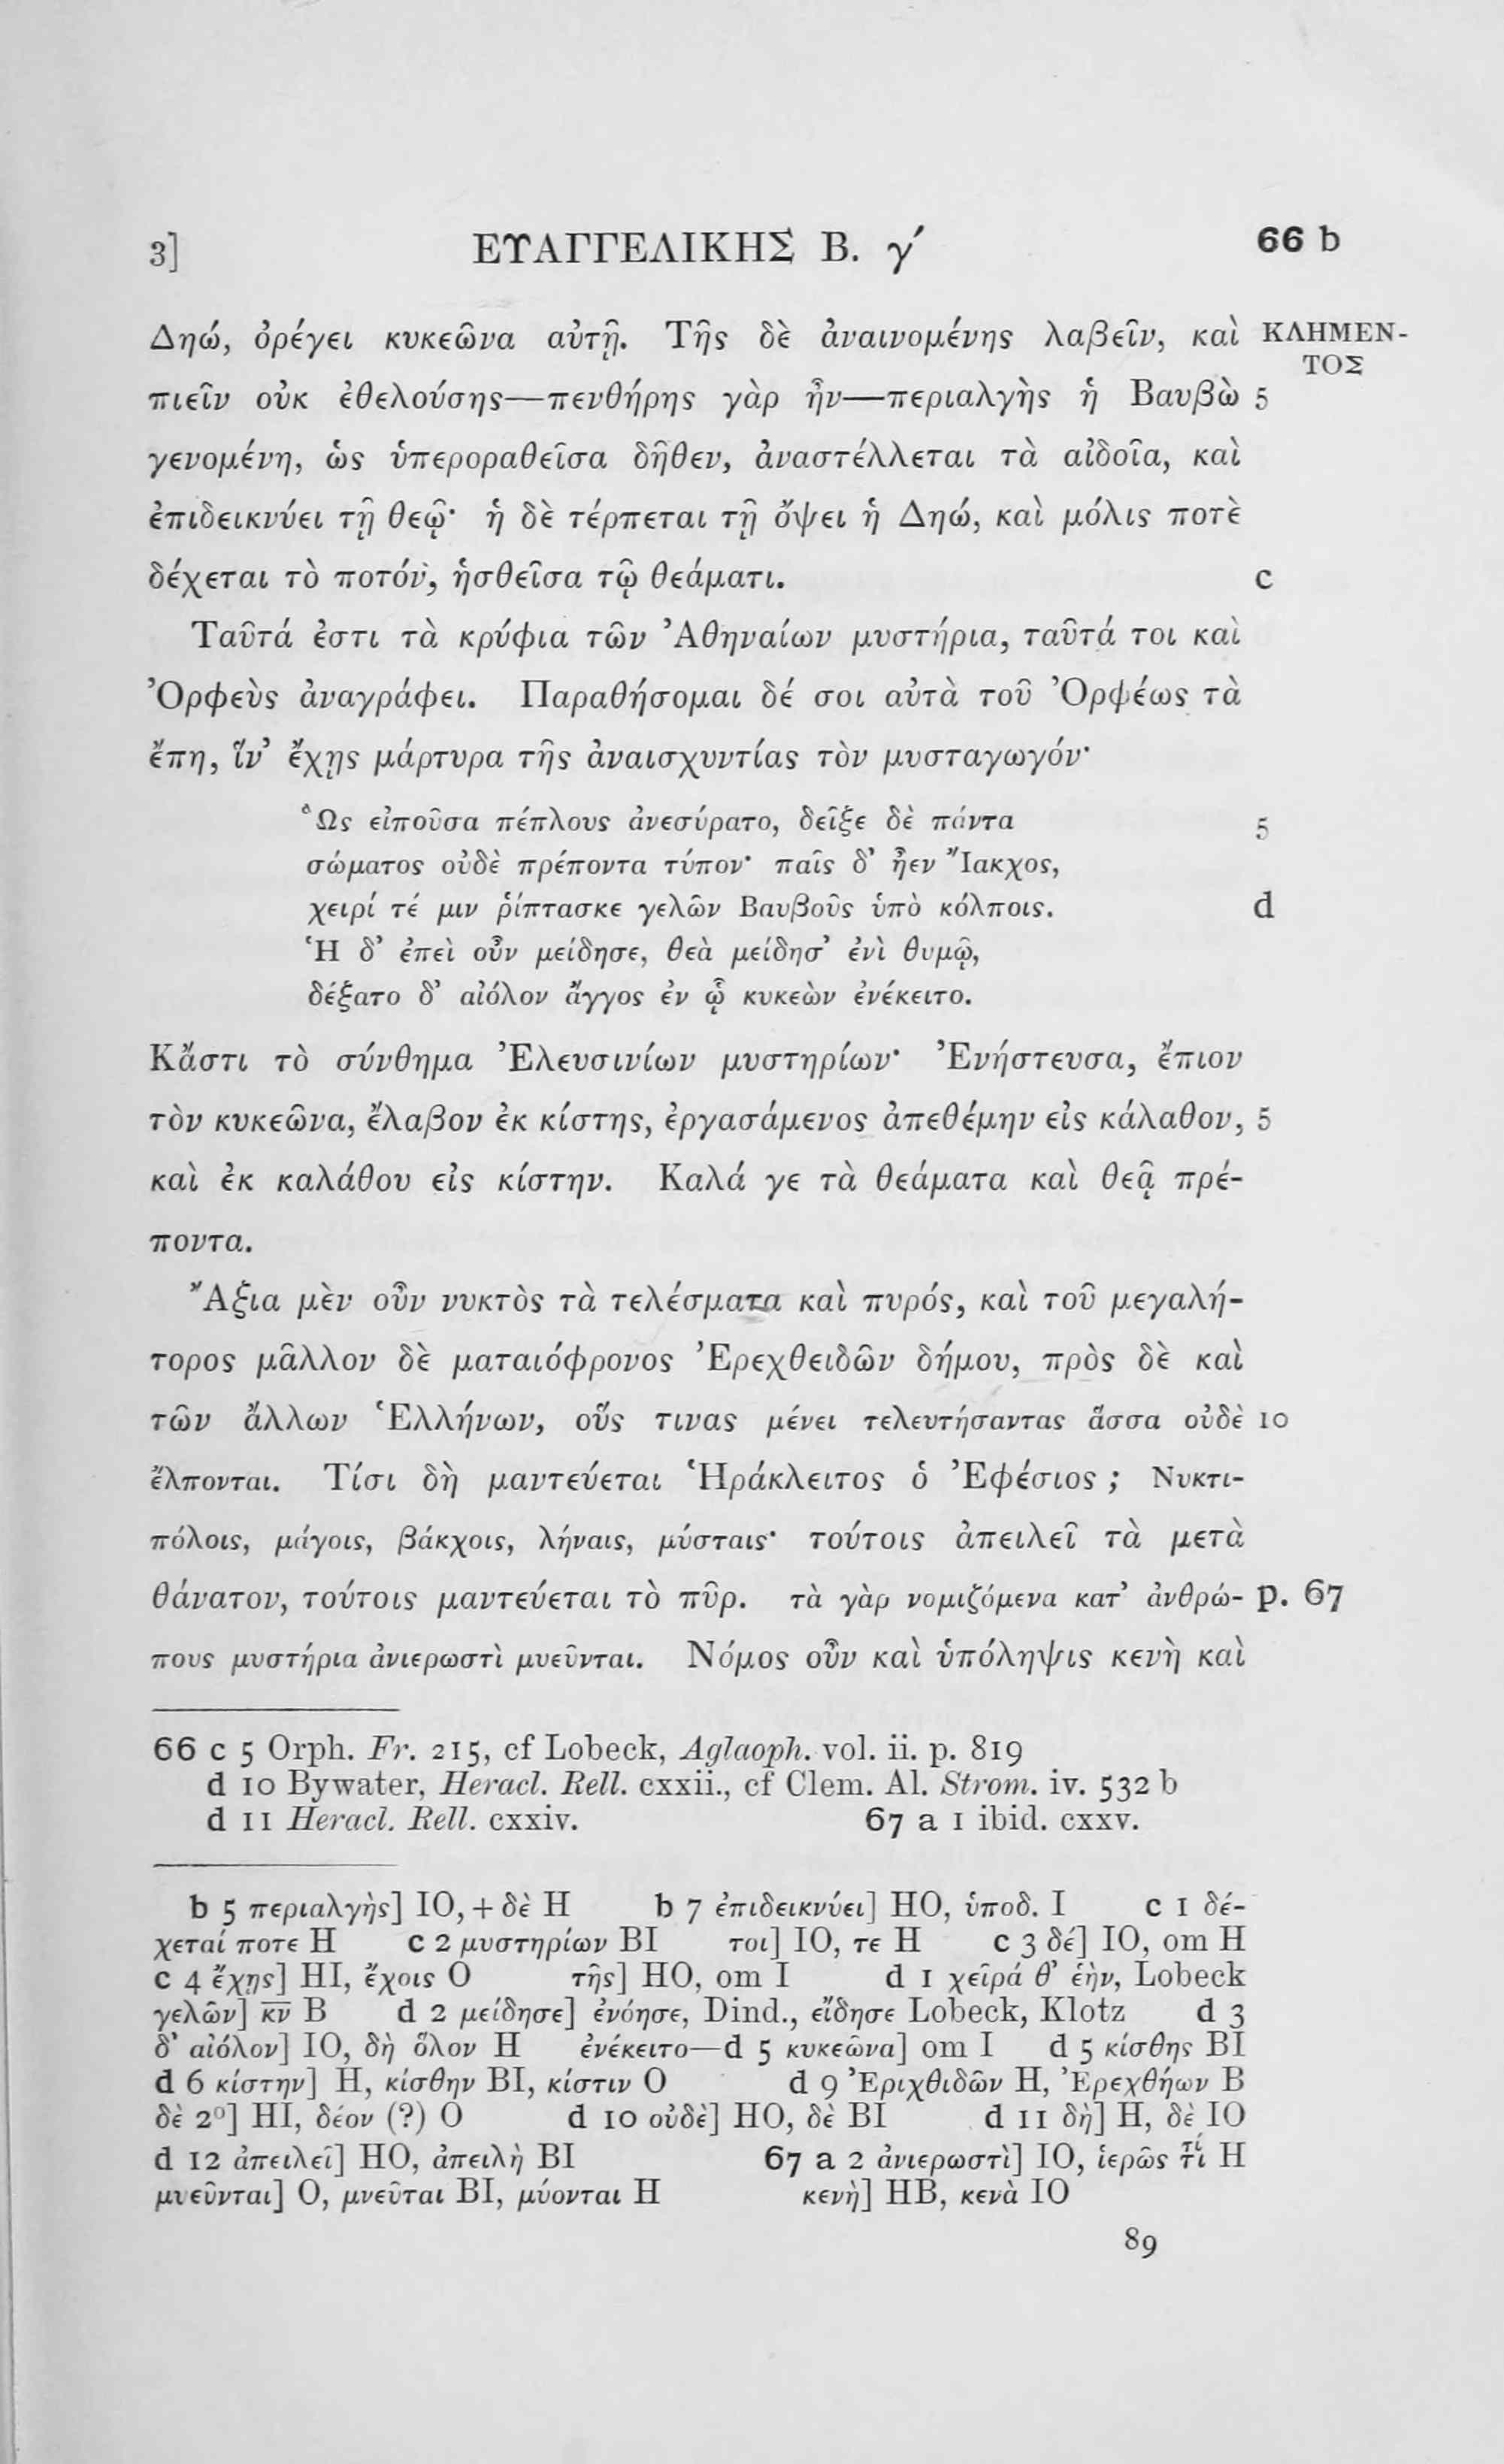 3] ΕΥΑΓΓΕΛΙΚΗΣ Β. γ´ 66 b
Δηώ, ὀρέγει κυκεῶνα αὐτῇ. Τῆς δὲ ἀναινομένης λαβεῖν, καὶ ΚΛΗΜΕΝ-
ΤΟΣ
πιεῖν οὐκ ἐθελούσης—πενθήρης γὰρ ἦν—περιαλγὴς ἡ Βαυβὼ 5
γενομένη, ὡς ὑπεροραθεῖσα δῆθεν, ἀναστέλλεται τὰ αἰδοῖα, καὶ
ἐπιδεικνύει τῇ θεῷ· ἡ δὲ τέρπεται τῇ ὄψει ἡ Δηώ, καὶ μόλις ποτὲ
δέχεται τὸ ποτόν, ἡσθεῖσα τῷ θεάματι. c
Ταῦτά ἐστι τὰ κρύφια τῶν Ἀθηναίων μυστήρια, ταῦτά τοι καὶ
Ὀρφεὺς ἀναγράφει. Παραθήσομαι δέ σοι αὐτὰ τοῦ Ὀρφέως τὰ
ἔπη, ἵν’ ἔχῃς μάρτυρα τῆς ἀναισχυντίας τὸν μυσταγωγόν·
Ὣς εἰποῦσα πέπλους ἀνεσύρατο, δεῖξε δὲ πάντα 5
σώματος οὐδὲ πρέποντα τύπον· παῖς δ’ ἦεν Ἴακχος,
χειρί τέ μιν ῥίπτασκε γελῶν Βαυβοῦς ὑπὸ κόλποις. d
Ἡ δ’ ἐπεὶ οὖν μείδησε, θεὰ μείδησ’ ἐνὶ θυμῷ,
δέξατο δ’ αἰόλον ἄγγος ἐν ᾧ κυκεὼν ἐνέκειτο.
Κἄστι τὸ σύνθημα Ἐλευσινίων μυστηρίων· Ἐνήστευσα, ἔπιον
τὸν κυκεῶνα, ἔλαβον ἐκ κίστης, ἐργασάμενος ἀπεθέμην εἰς κάλαθον, 5
καὶ ἐκ καλάθου εἰς κίστην. Καλά γε τὰ θεάματα καὶ θεᾷ πρέ-
ποντα.
Ἄξια μὲν οὖν νυκτὸς τὰ τελέσματα καὶ πυρός, καὶ τοῦ μεγαλή-
τορος μᾶλλον δὲ ματαιόφρονος Ἐρεχθειδῶν δήμου, πρὸς δὲ καὶ
τῶν ἄλλων Ἑλλήνων, οὕς τινας μένει τελευτήσαντας ἅσσα οὐδὲ 10
ἔλπονται. Τίσι δὴ μαντεύεται Ἡράκλειτος ὁ Ἐφέσιος ; Νυκτι-
πόλοις, μάγοις, βάκχοις, λήναις, μύσταις· τούτοις ἀπειλεῖ τὰ μετὰ
θάνατον, τούτοις μαντεύεται τὸ πῦρ. τὰ γὰρ νομιζόμενα κατ’ ἀνθρώ- p. 67
πους μυστήρια ἀνιερωστὶ μυεῦνται. Νόμος οὖν καὶ ὑπόληψις κενὴ καὶ
66 c 5 Orph. Fr. 215, cf Lobeck, Aglaoph. vol. ii. p. 819
d 10 Bywater, Heracl. Rell. cxxii., cf Clem. Al. Strom. iv. 532 b
d 11 Heracl. Rell. cxxiv. 67 a 1 ibid. cxxv.
b 5 περιαλγὴς] IO, + δὲ H b 7 ἐπιδεικνύει] HO, ὑποδ. I c 1 δέ-
χεταί ποτε H c 2 μυστηρίων BI τοι] IO, τε H c 3 δέ] IO, om H
c 4 ἔχῃς] HI, ἔχοις O τῆς] HO, om I d 1 χεῖρά θ’ ἑὴν, Lobeck
γελῶν] κν B d 2 μείδησε] ἐνόησε, Dind., εἴδησε Lobeck, Klotz d 3
δ’ αἰόλον] IO, δὴ ὅλον H ἐνέκειτο—d 5 κυκεῶνα] om I d 5 κίσθης BI
d 6 κίστην] H, κίσθην BI, κίστιν O d 9 Ἐριχθιδῶν H, Ἐρεχθήων B
δὲ 2º] HI, δέον (?) O d 10 οὐδὲ] HO, δὲ BI d 11 δὴ] H, δὲ IO
d 12 ἀπειλεῖ] HO, ἀπειλὴ BI 67 a 2 ἀνιερωστὶ] IO, ἱερῶς τί H
μυεῦνται] O, μνεῦται BI, μύονται H κενὴ] HB, κενὰ IO
89